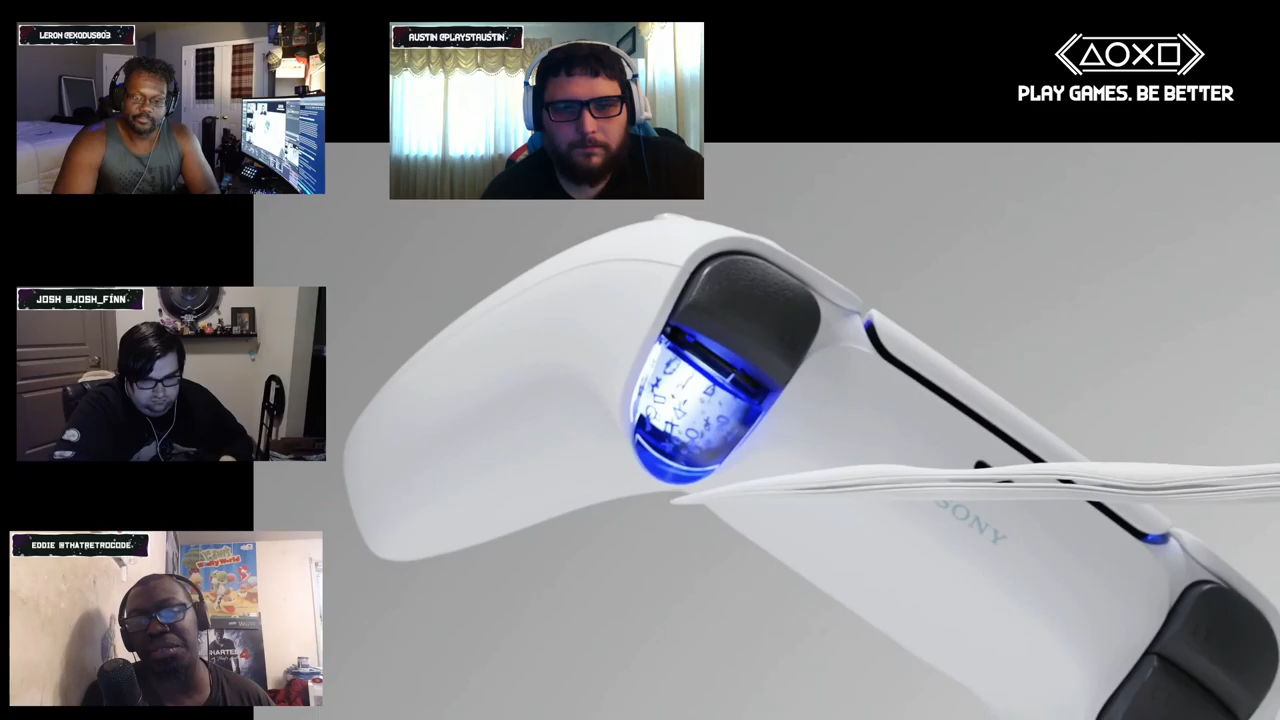 LERON @EXODUS803
AUSTIN @PLAYSTAUSTIN
PLAY GAMES. BE BETTER
JOSH @JOSH_FINN
SONY
EDDIE @THATRETROCODE